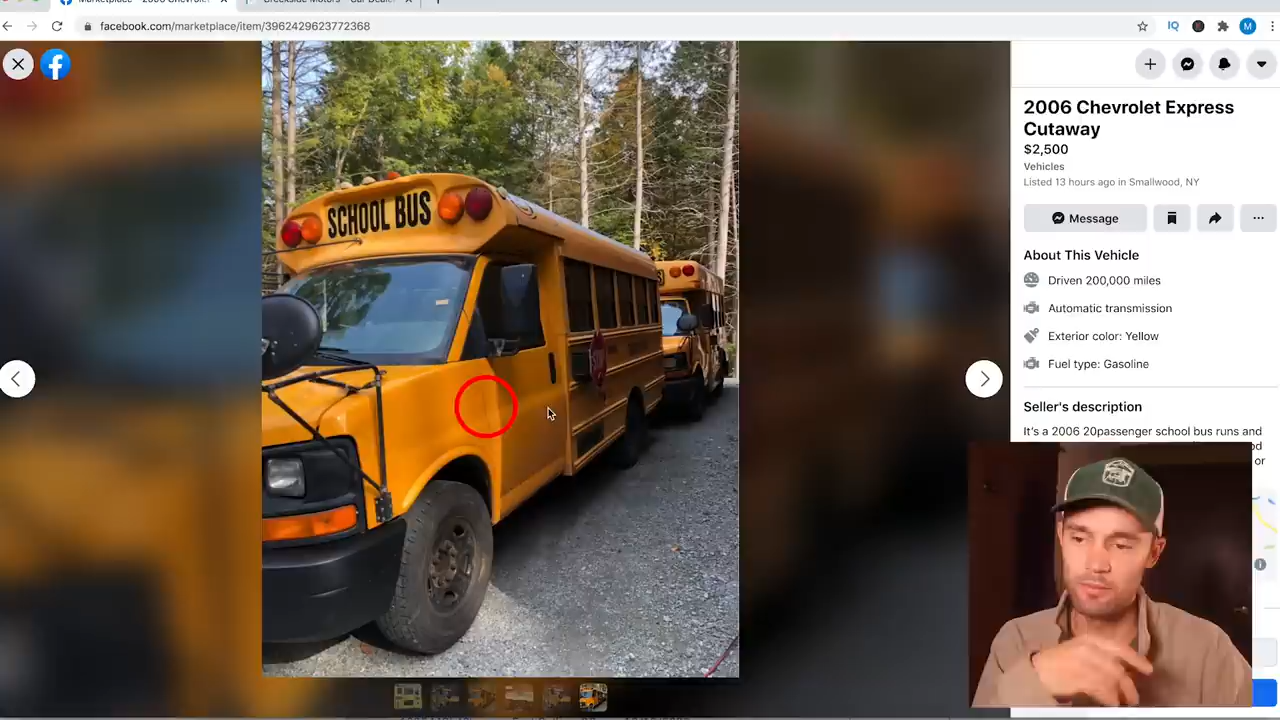 facebook.com/marketplace/item/3962429623772368
IQ
M
2006 Chevrolet Express
Cutaway
$2,500
Vehicles
Listed 13 hours ago in Smallwood, NY
Message
About This Vehicle
Driven 200,000 miles
Automatic transmission
Exterior color: Yellow
Fuel type: Gasoline
Seller's description
It's a 2006 20passenger school bus runs and
or
SCHOOL BUS